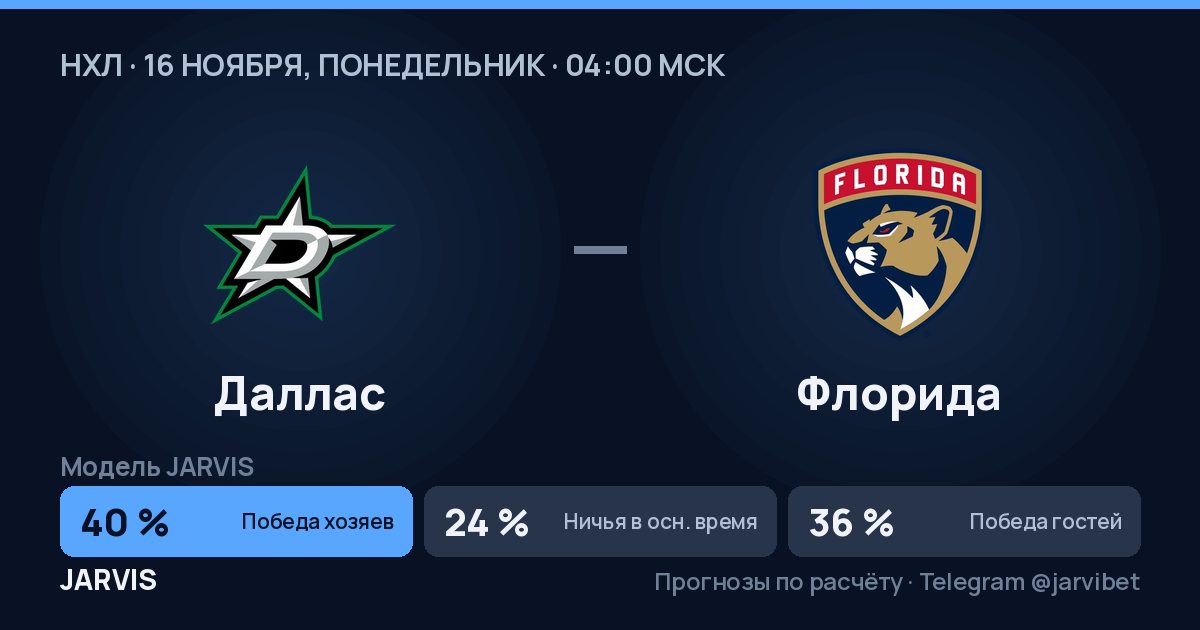 НХЛ · 16 НОЯБРЯ, ПОНЕДЕЛЬНИК · 04:00 МСК
D
FLORIDA
—
Даллас
Флорида
Модель JARVIS
40 % Победа хозяев
24 % Ничья в осн. время
36 % Победа гостей
JARVIS
Прогнозы по расчёту · Telegram @jarvibet